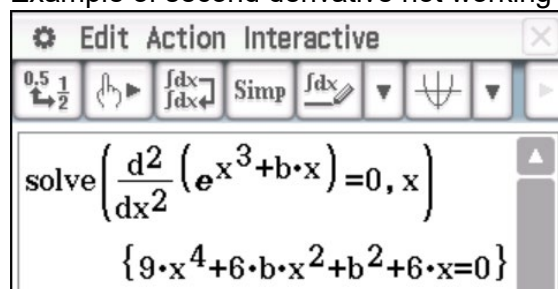 Example of second derivative not working
Edit Action Interactive
0.5 1/2 ∫dx ∫dx Simp ∫dx
solve(d²/dx²(e^(x³+b·x))=0,x)
{9·x⁴+6·b·x²+b²+6·x=0}